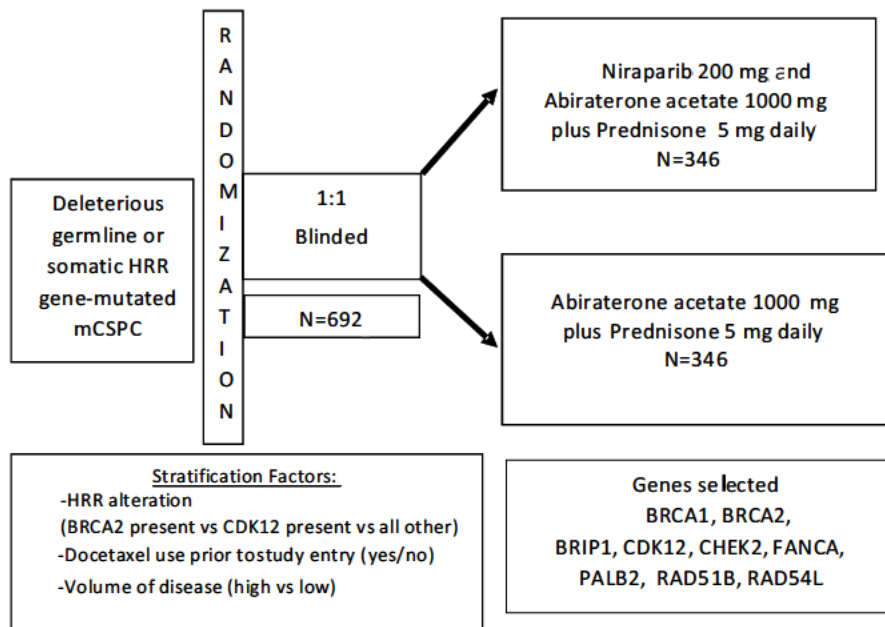 Deleterious
germline or
somatic HRR
gene-mutated
mCSPC
RANDOMIZATION
1:1
Blinded
N=692
Niraparib 200 mg and
Abiraterone acetate 1000 mg
plus Prednisone 5 mg daily
N=346
Abiraterone acetate 1000 mg
plus Prednisone 5 mg daily
N=346
Stratification Factors:
-HRR alteration
(BRCA2 present vs CDK12 present vs all other)
-Docetaxel use prior tostudy entry (yes/no)
-Volume of disease (high vs low)
Genes selected
BRCA1, BRCA2,
BRIP1, CDK12, CHEK2, FANCA,
PALB2, RAD51B, RAD54L